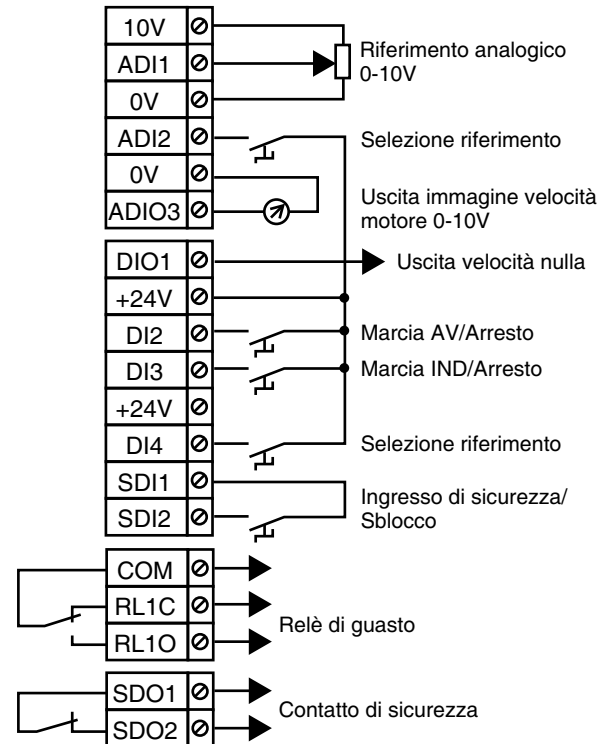 10V
ADI1
Riferimento analogico
0-10V
0V
ADI2
Selezione riferimento
0V
ADIO3
Uscita immagine velocità
motore 0-10V
DIO1
Uscita velocità nulla
+24V
DI2
Marcia AV/Arresto
DI3
Marcia IND/Arresto
+24V
DI4
Selezione riferimento
SDI1
SDI2
Ingresso di sicurezza/
Sblocco
COM
RL1C
RL1O
Relè di guasto
SDO1
SDO2
Contatto di sicurezza